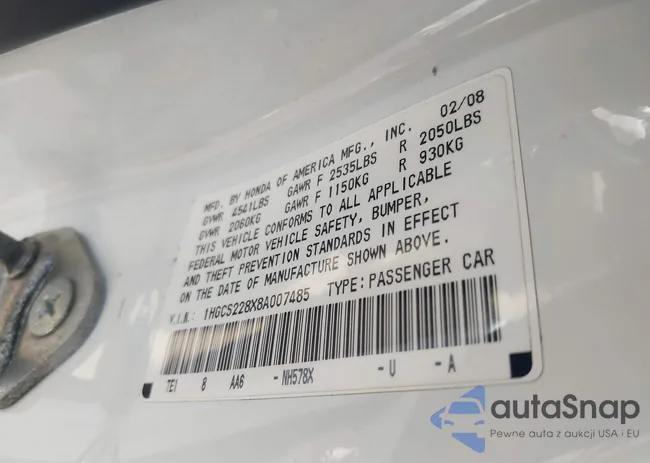 MFD. BY HONDA OF AMERICA MFG., INC. 02/08
GVWR 4541LBS GAWR F 2535LBS R 2050LBS
GVWR 2060KG GAWR F 1150KG R 930KG
THIS VEHICLE CONFORMS TO ALL APPLICABLE
FEDERAL MOTOR VEHICLE SAFETY, BUMPER,
AND THEFT PREVENTION STANDARDS IN EFFECT
ON THE DATE OF MANUFACTURE SHOWN ABOVE.
V.I.N.: 1HGCS228X8A007485 TYPE: PASSENGER CAR
TE1 8 AA6 -NH578X -U -A
autaSnap
Pewne auta z aukcji USA i EU